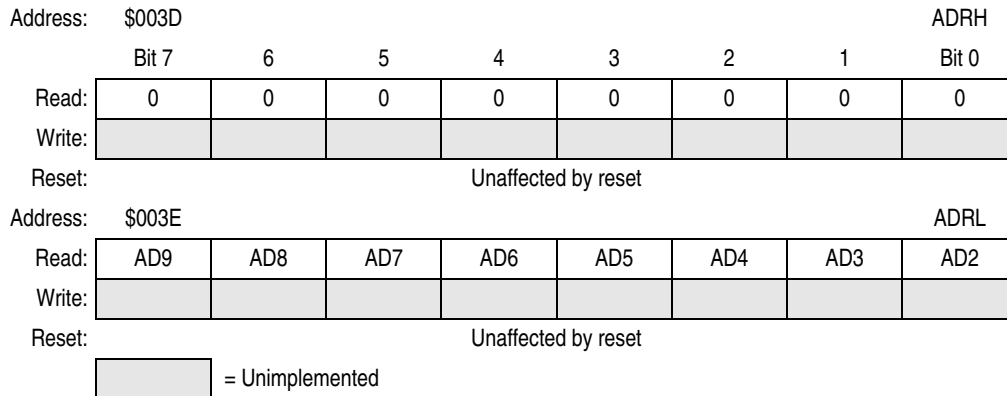 Address: $003D ADRH
Bit 7 6 5 4 3 2 1 Bit 0
Read: 0 0 0 0 0 0 0 0
Write:
Reset: Unaffected by reset
Address: $003E ADRL
Read: AD9 AD8 AD7 AD6 AD5 AD4 AD3 AD2
Write:
Reset: Unaffected by reset
= Unimplemented